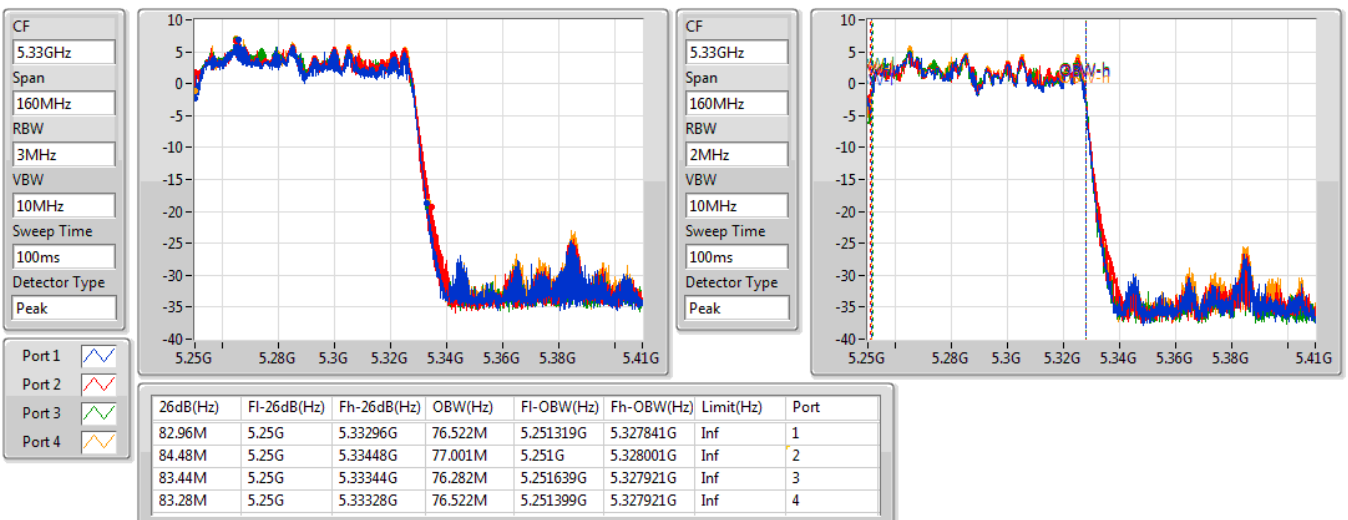 CF
5.33GHz
Span
160MHz
RBW
3MHz
VBW
10MHz
Sweep Time
100ms
Detector Type
Peak
10
5
0
-5
-10
-15
-20
-25
-30
-35
-40
5.25G 5.28G 5.3G 5.32G 5.34G 5.36G 5.38G 5.41G
CF
5.33GHz
Span
160MHz
RBW
2MHz
VBW
10MHz
Sweep Time
100ms
Detector Type
Peak
10
5
0
-5
-10
-15
-20
-25
-30
-35
-40
5.25G 5.28G 5.3G 5.32G 5.34G 5.36G 5.38G 5.41G
Port 1
Port 2
Port 3
Port 4
26dB(Hz) Fl-26dB(Hz) Fh-26dB(Hz) OBW(Hz) Fl-OBW(Hz) Fh-OBW(Hz) Limit(Hz) Port
82.96M 5.25G 5.33296G 76.522M 5.251319G 5.327841G Inf 1
84.48M 5.25G 5.33448G 77.001M 5.251G 5.328001G Inf 2
83.44M 5.25G 5.33344G 76.282M 5.251639G 5.327921G Inf 3
83.28M 5.25G 5.33328G 76.522M 5.251399G 5.327921G Inf 4